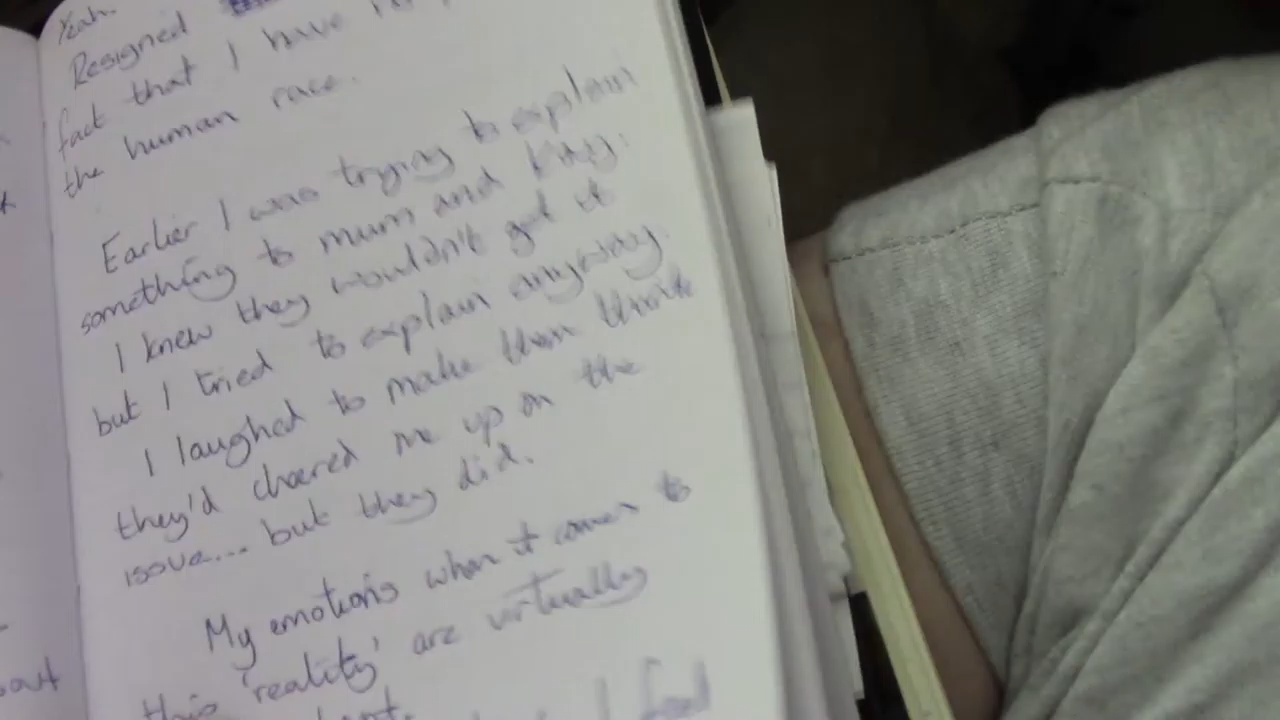 Yeah.
Resigned
fact that I have
the human race.
Earlier I was trying to explain
something to mum and
I knew they wouldn't get it
but I tried to explain anyway.
I laughed to make them think
they'd cheered me up on the
issue... but they did.
My emotions when it comes to
this 'reality' are virtually
I feel
out